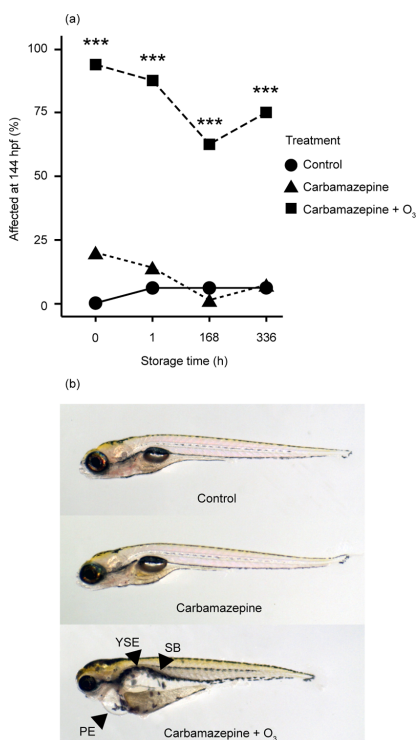 (a)
100
75
50
25
0
Affected at 144 hpf (%)
***
***
***
***
0
1
168
336
Storage time (h)
Treatment
Control
Carbamazepine
Carbamazepine + O₃
(b)
Control
Carbamazepine
YSE
SB
PE
Carbamazepine + O₃